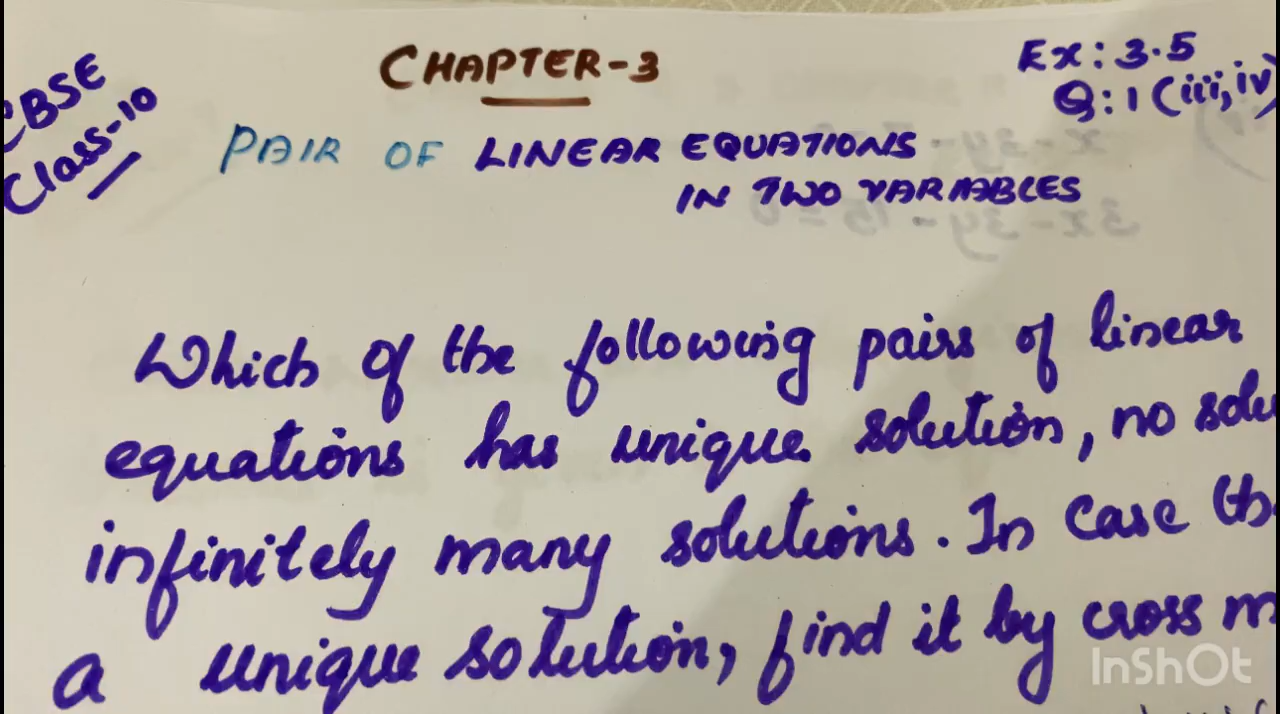 CBSE
Class-10
CHAPTER-3
Ex: 3.5
Q: 1 (iii, iv)
PAIR OF LINEAR EQUATIONS
IN TWO VARIABLES
Which of the following pairs of linear
equations has unique solution, no solu
infinitely many solutions. In case th
a unique solution, find it by cross m
InShOt